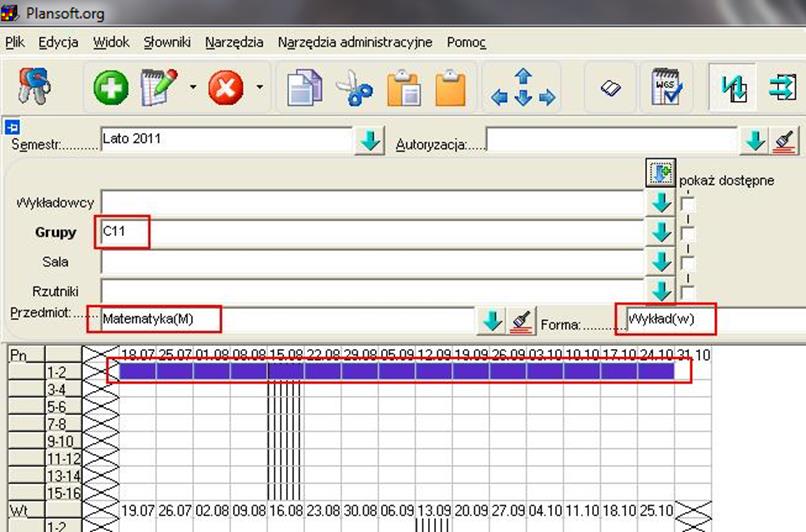 Plansoft.org
Plik Edycja Widok Słowniki Narzędzia Narzędzia administracyjne Pomoc
WGS
Semestr:.......... Lato 2011 Autoryzacja:.....
pokaż dostępne
Wykładowcy
Grupy C11
Sala
Rzutniki
Przedmiot:...... Matematyka(M) Forma:............ Wykład(w)
Pn 18.07 25.07 01.08 08.08 15.08 22.08 29.08 05.09 12.09 19.09 26.09 03.10 10.10 17.10 24.10 31.10
1-2
3-4
5-6
7-8
9-10
11-12
13-14
15-16
Wt 19.07 26.07 02.08 09.08 16.08 23.08 30.08 06.09 13.09 20.09 27.09 04.10 11.10 18.10 25.10
1-2